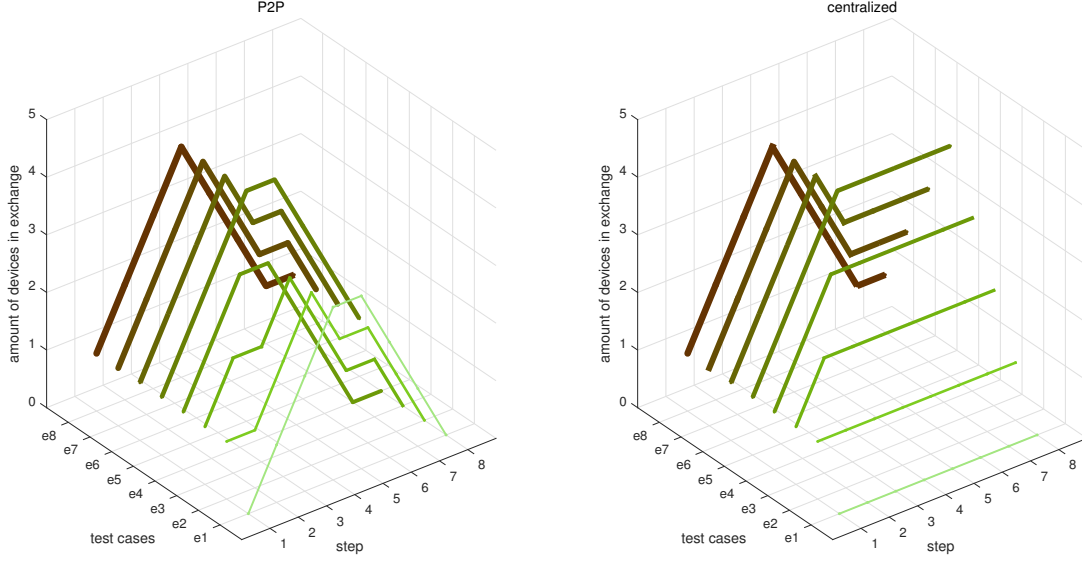 P2P
5
4
3
2
1
0
amount of devices in exchange
e8
e7
e6
e5
e4
e3
e2
e1
test cases
1
2
3
4
5
6
7
8
step
centralized
5
4
3
2
1
0
amount of devices in exchange
e8
e7
e6
e5
e4
e3
e2
e1
test cases
1
2
3
4
5
6
7
8
step